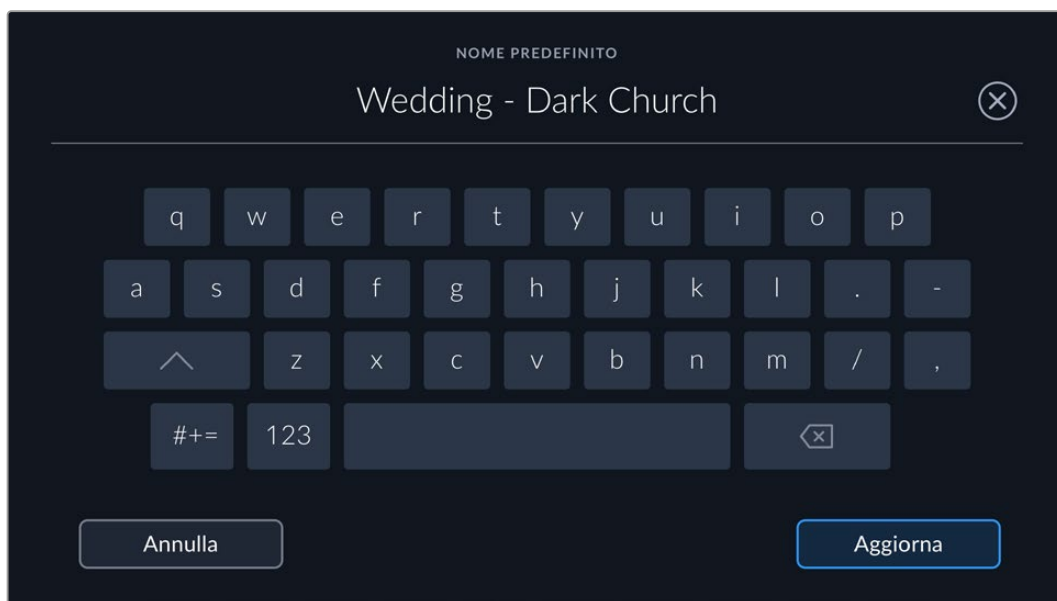 NOME PREDEFINITO
Wedding - Dark Church
q w e r t y u i o p
a s d f g h j k l . -
z x c v b n m / ,
#+= 123
Annulla Aggiorna